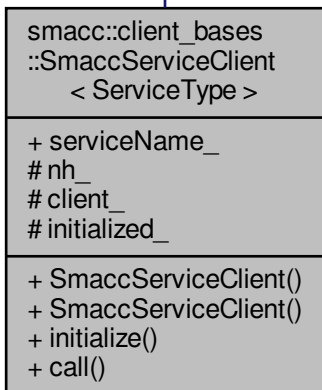 smacc::client_bases
::SmaccServiceClient
< ServiceType >
+ serviceName_
# nh_
# client_
# initialized_
+ SmaccServiceClient()
+ SmaccServiceClient()
+ initialize()
+ call()